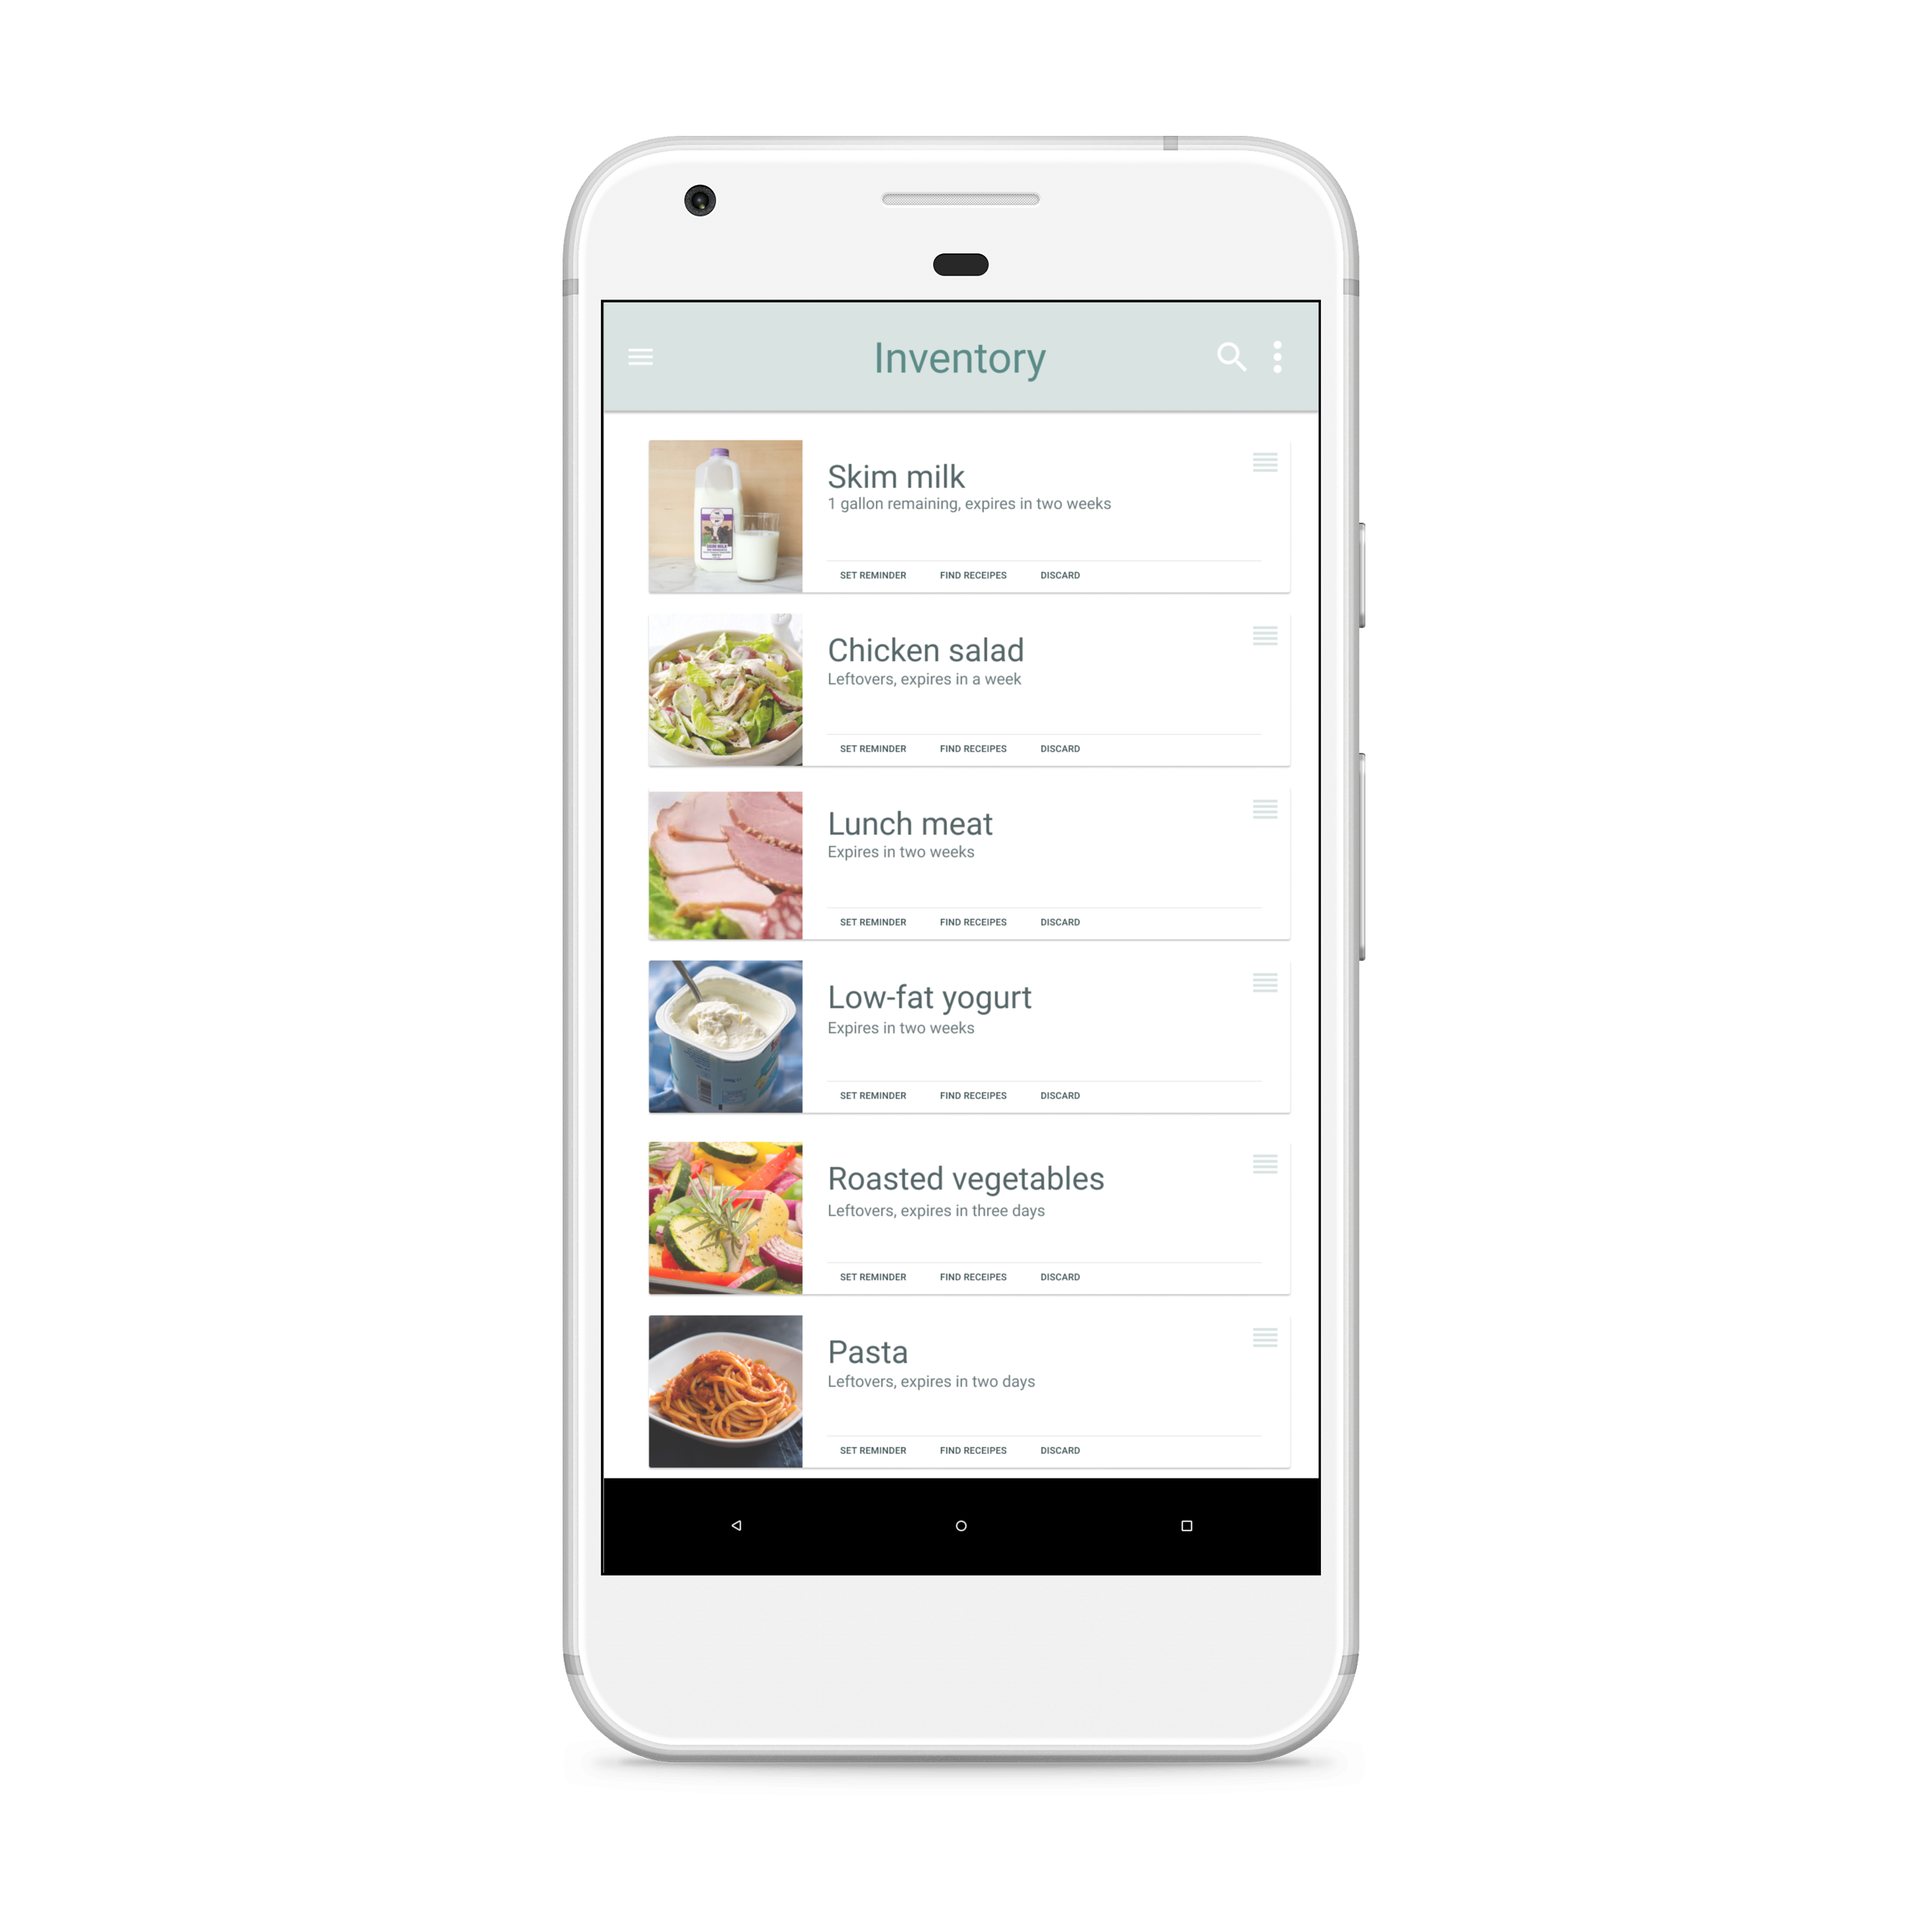 Inventory
Skim milk
1 gallon remaining, expires in two weeks
SET REMINDER FIND RECEIPES DISCARD
Chicken salad
Leftovers, expires in a week
SET REMINDER FIND RECEIPES DISCARD
Lunch meat
Expires in two weeks
SET REMINDER FIND RECEIPES DISCARD
Low-fat yogurt
Expires in two weeks
SET REMINDER FIND RECEIPES DISCARD
Roasted vegetables
Leftovers, expires in three days
SET REMINDER FIND RECEIPES DISCARD
Pasta
Leftovers, expires in two days
SET REMINDER FIND RECEIPES DISCARD